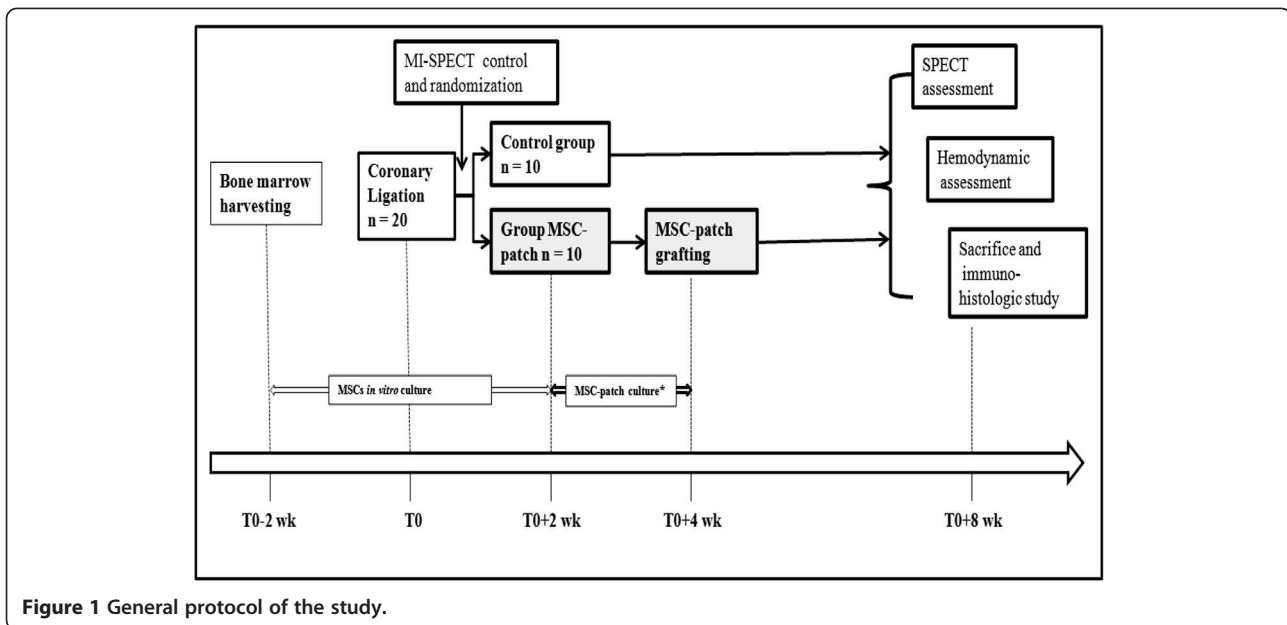 MI-SPECT control
and randomization
SPECT
assessment
Control group
n = 10
Coronary
Ligation
n = 20
Bone marrow
harvesting
Hemodynamic
assessment
Group MSC-
patch n = 10
MSC-patch
grafting
Sacrifice and
immuno-
histologic study
MSCs in vitro culture
MSC-patch culture*
T0-2 wk
T0
T0+2 wk
T0+4 wk
T0+8 wk
Figure 1 General protocol of the study.